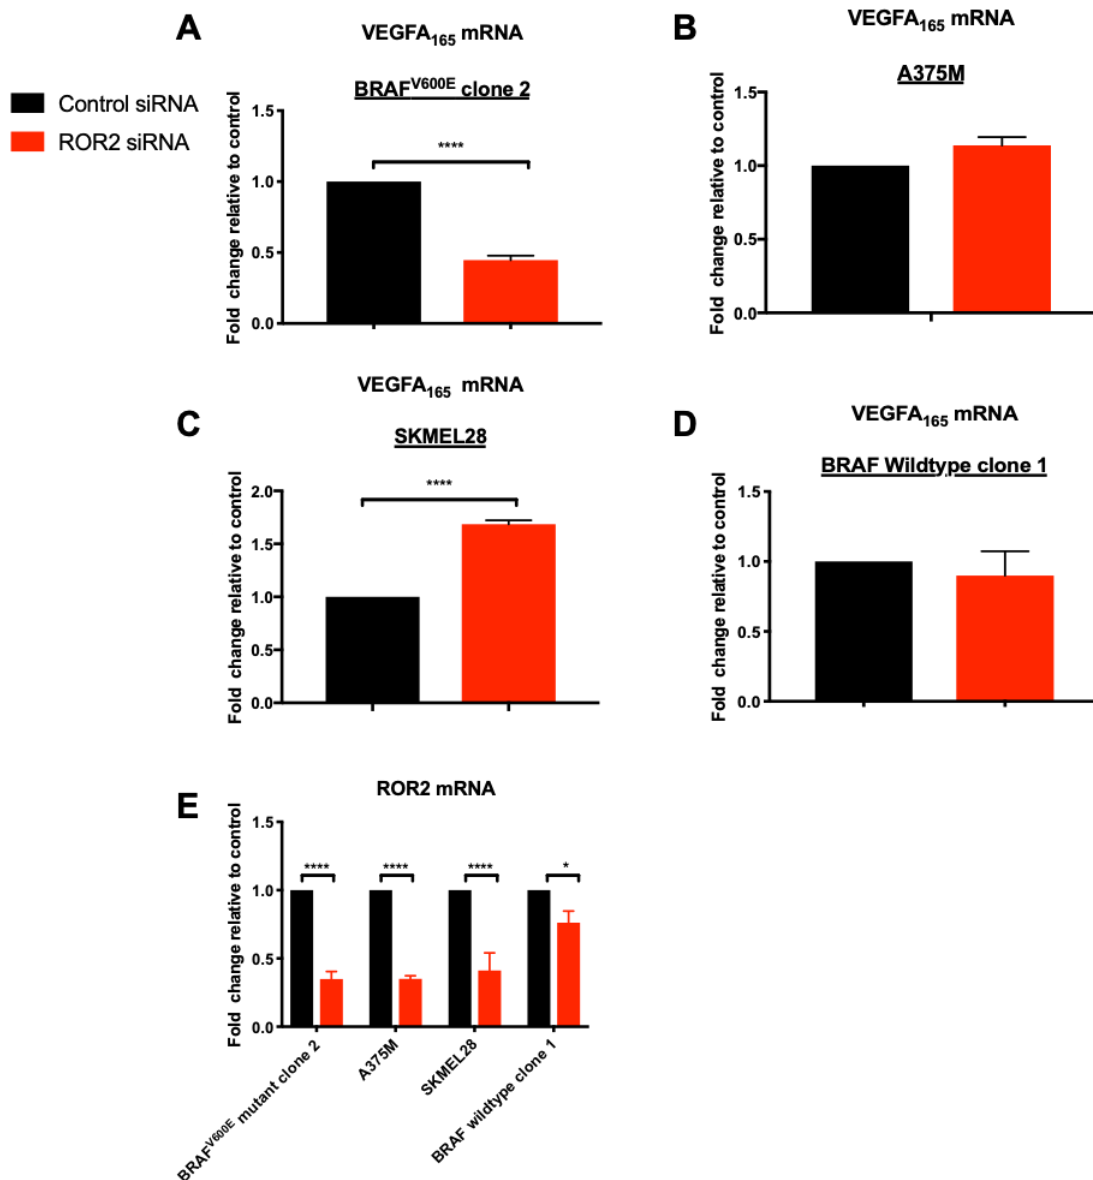 A
VEGFA165 mRNA
BRAFV600E clone 2
Control siRNA
ROR2 siRNA
Fold change relative to control
1.5
1.0
0.5
0.0
****
B
VEGFA165 mRNA
A375M
Fold change relative to control
1.5
1.0
0.5
0.0
C
VEGFA165 mRNA
SKMEL28
Fold change relative to control
2.0
1.5
1.0
0.5
0.0
****
D
VEGFA165 mRNA
BRAF Wildtype clone 1
Fold change relative to control
1.5
1.0
0.5
0.0
E
ROR2 mRNA
Fold change relative to control
1.5
1.0
0.5
0.0
****
****
****
*
BRAFV600E mutant clone 2
A375M
SKMEL28
BRAF wildtype clone 1